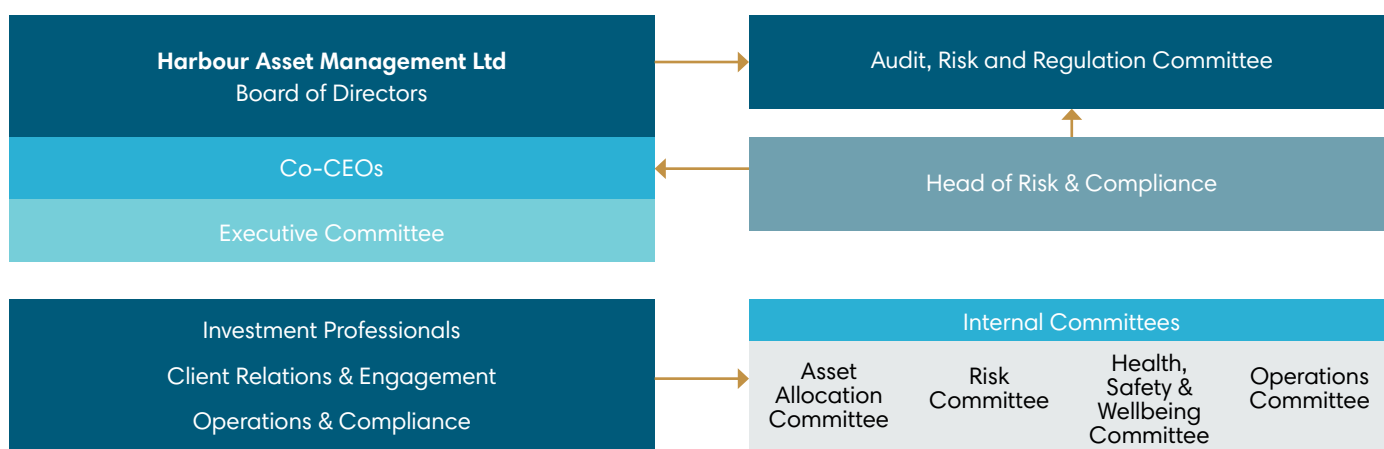 Harbour Asset Management Ltd
Board of Directors
Co-CEOs
Executive Committee
Audit, Risk and Regulation Committee
Head of Risk & Compliance
Investment Professionals
Client Relations & Engagement
Operations & Compliance
Internal Committees
Asset
Allocation
Committee
Risk
Committee
Health,
Safety &
Wellbeing
Committee
Operations
Committee